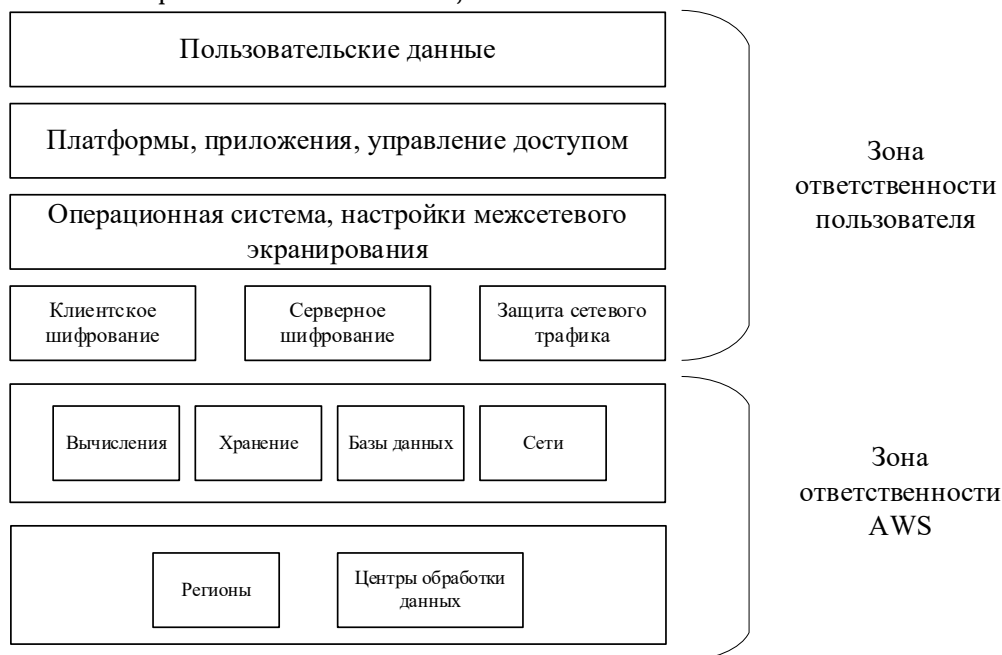 Пользовательские данные
Платформы, приложения, управление доступом
Зона
ответственности
пользователя
Операционная система, настройки межсетевого
экранирования
Клиентское
шифрование
Серверное
шифрование
Защита сетевого
трафика
Вычисления
Хранение
Базы данных
Сети
Зона
ответственности
AWS
Регионы
Центры обработки
данных